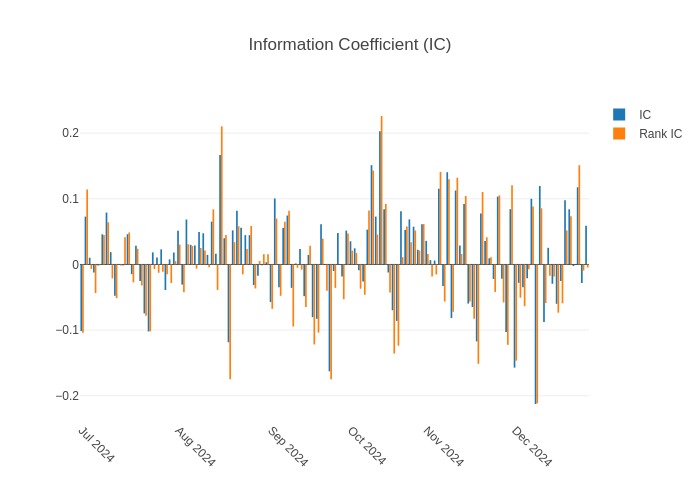 Information Coefficient (IC)
IC
Rank IC
0.2
0.1
0
−0.1
−0.2
Jul 2024
Aug 2024
Sep 2024
Oct 2024
Nov 2024
Dec 2024